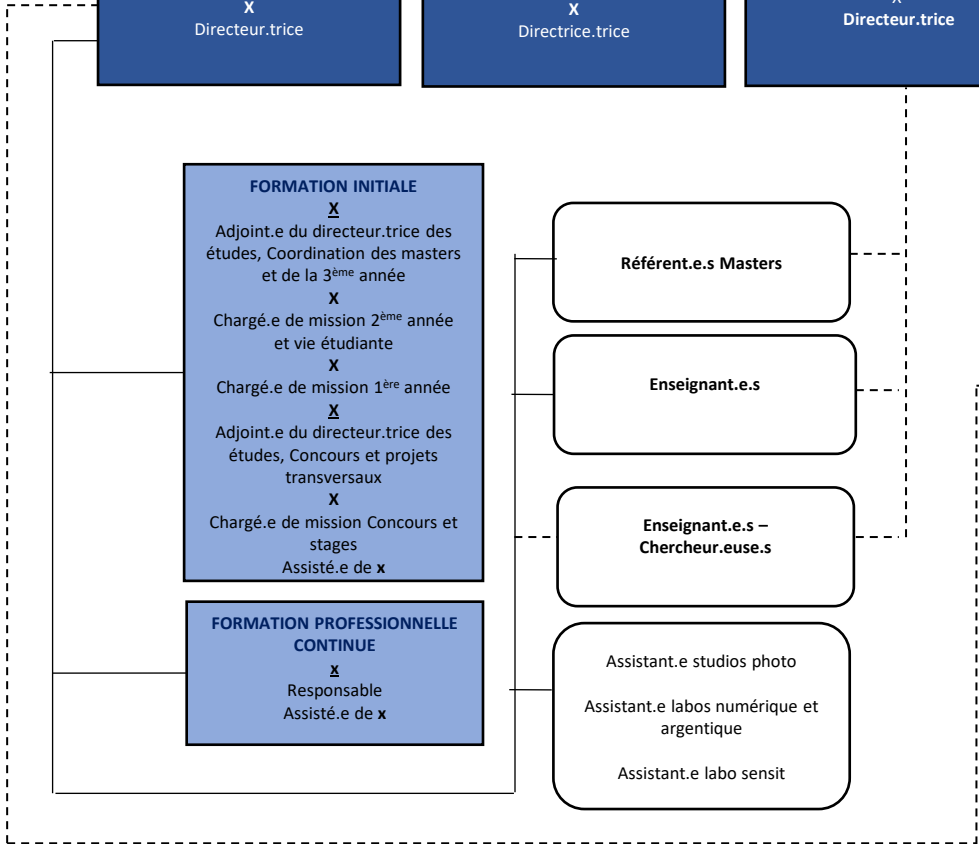 X
Directeur.trice
X
Directrice.trice
X
Directeur.trice
FORMATION INITIALE
X
Adjoint.e du directeur.trice des
études, Coordination des masters
et de la 3ème année
X
Chargé.e de mission 2ème année
et vie étudiante
X
Chargé.e de mission 1ère année
X
Adjoint.e du directeur.trice des
études, Concours et projets
transversaux
X
Chargé.e de mission Concours et
stages
Assisté.e de x
FORMATION PROFESSIONNELLE
CONTINUE
x
Responsable
Assisté.e de x
Référent.e.s Masters
Enseignant.e.s
Enseignant.e.s –
Chercheur.euse.s
Assistant.e studios photo
Assistant.e labos numérique et
argentique
Assistant.e labo sensit